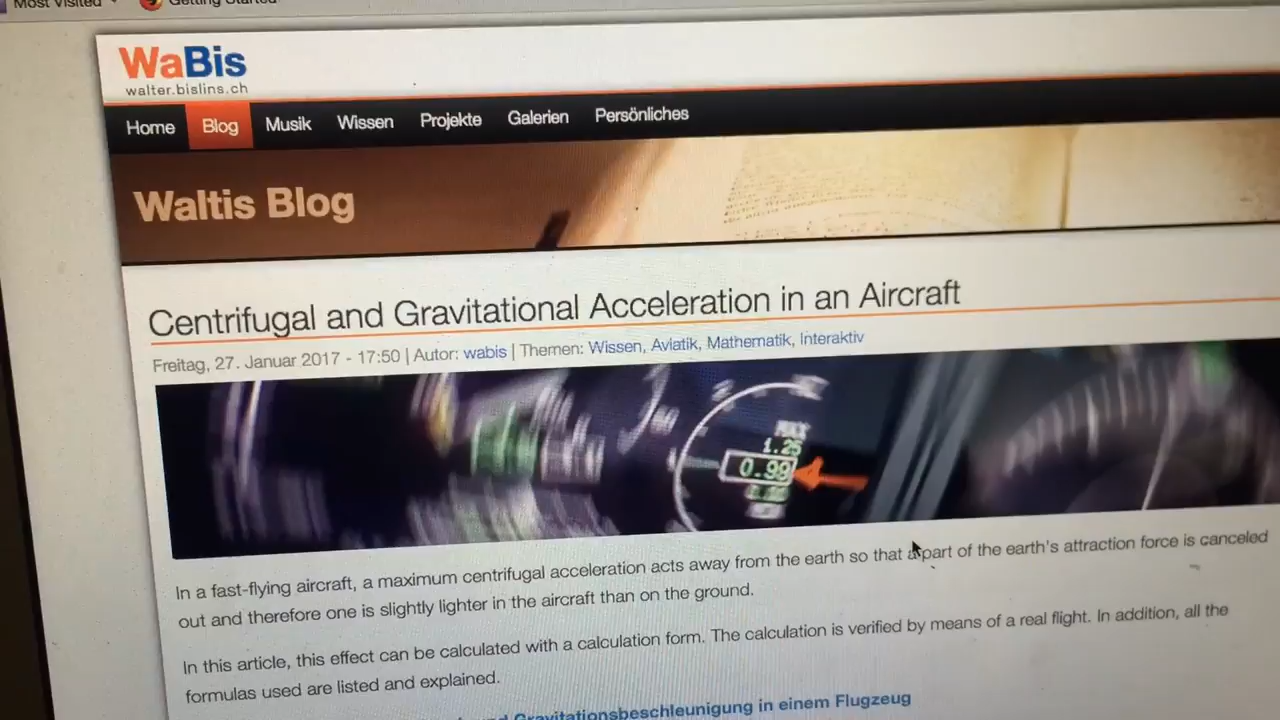 Most Visited
Getting Started
WaBis
walter.bislins.ch
Home Blog Musik Wissen Projekte Galerien Persönliches
Waltis Blog
Centrifugal and Gravitational Acceleration in an Aircraft
Freitag, 27. Januar 2017 - 17:50 | Autor: wabis | Themen: Wissen, Aviatik, Mathematik, Interaktiv
MAX
1.25
0.98
In a fast-flying aircraft, a maximum centrifugal acceleration acts away from the earth so that a part of the earth's attraction force is canceled
out and therefore one is slightly lighter in the aircraft than on the ground.
In this article, this effect can be calculated with a calculation form. The calculation is verified by means of a real flight. In addition, all the
formulas used are listed and explained.
Gravitationsbeschleunigung in einem Flugzeug